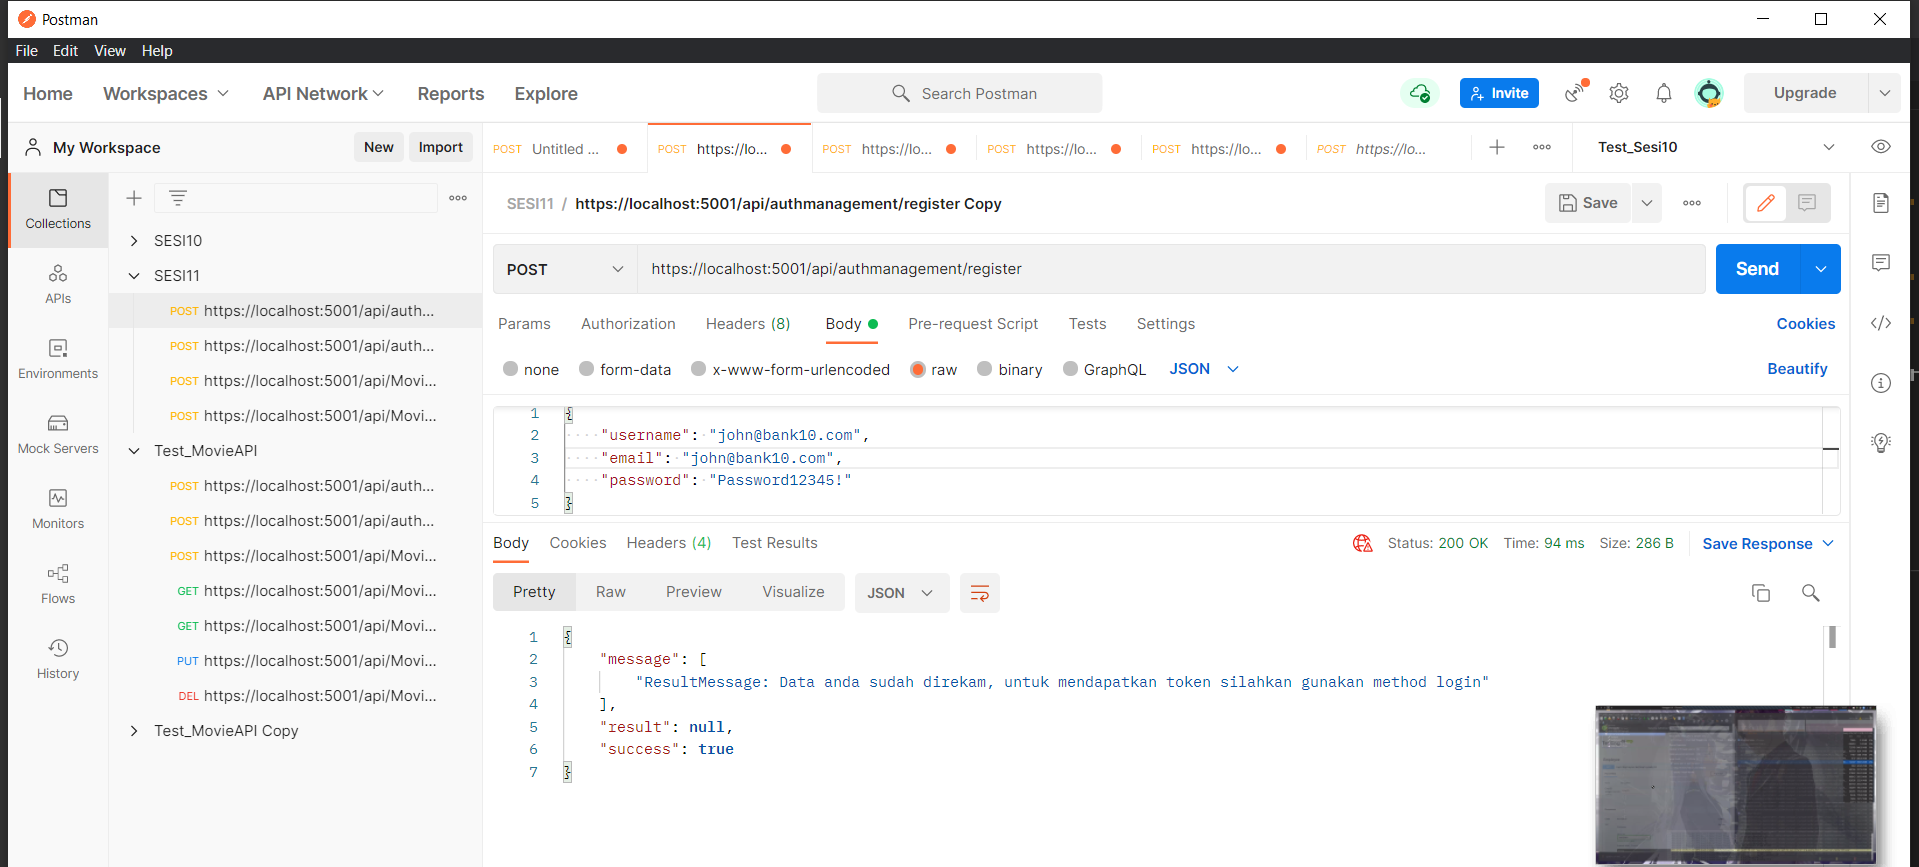 Postman
File Edit View Help
Home Workspaces API Network Reports Explore Search Postman Invite Upgrade
My Workspace New Import POST Untitled ... POST https://lo... POST https://lo... POST https://lo... POST https://lo... POST https://lo... Test_Sesi10
SESI11 / https://localhost:5001/api/authmanagement/register Copy Save
POST https://localhost:5001/api/authmanagement/register Send
Params Authorization Headers (8) Body Pre-request Script Tests Settings Cookies
none form-data x-www-form-urlencoded raw binary GraphQL JSON Beautify
1 {
2 "username": "john@bank10.com",
3 "email": "john@bank10.com",
4 "password": "Password12345!"
5 }
Body Cookies Headers (4) Test Results Status: 200 OK Time: 94 ms Size: 286 B Save Response
Pretty Raw Preview Visualize JSON
1 {
2 "message": [
3 "ResultMessage: Data anda sudah direkam, untuk mendapatkan token silahkan gunakan method login"
4 ],
5 "result": null,
6 "success": true
7 }
Collections
APIs
Environments
Mock Servers
Monitors
Flows
History
SESI10
SESI11
POST https://localhost:5001/api/auth...
POST https://localhost:5001/api/auth...
POST https://localhost:5001/api/Movi...
POST https://localhost:5001/api/Movi...
Test_MovieAPI
POST https://localhost:5001/api/auth...
POST https://localhost:5001/api/auth...
POST https://localhost:5001/api/Movi...
GET https://localhost:5001/api/Movi...
GET https://localhost:5001/api/Movi...
PUT https://localhost:5001/api/Movi...
DEL https://localhost:5001/api/Movi...
Test_MovieAPI Copy